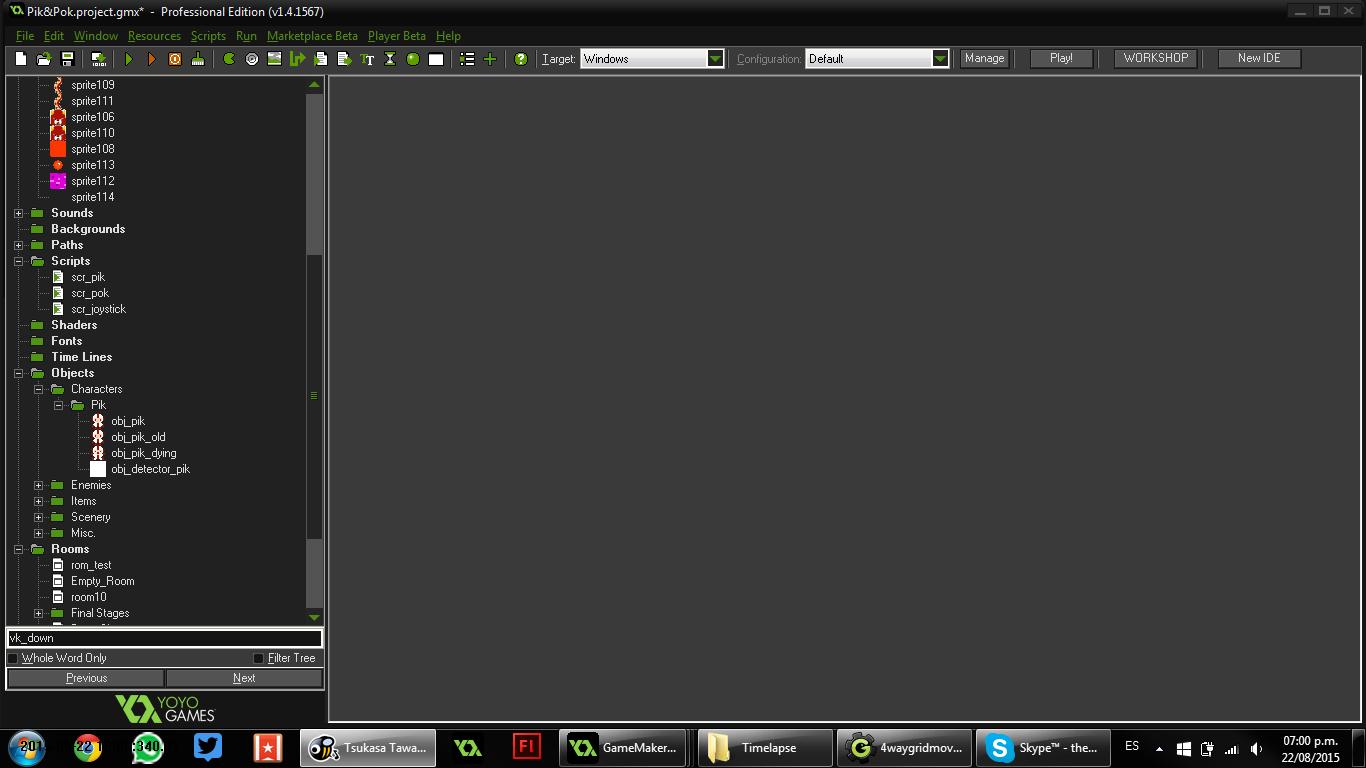 Pik&Pok.project.gmx* - Professional Edition (v1.4.1567)
File Edit Window Resources Scripts Run Marketplace Beta Player Beta Help
Target: Windows Configuration: Default Manage Play! WORKSHOP New IDE
sprite109
sprite111
sprite106
sprite110
sprite108
sprite113
sprite112
sprite114
Sounds
Backgrounds
Paths
Scripts
scr_pik
scr_pok
scr_joystick
Shaders
Fonts
Time Lines
Objects
Characters
Pik
obj_pik
obj_pik_old
obj_pik_dying
obj_detector_pik
Enemies
Items
Scenery
Misc.
Rooms
rom_test
Empty_Room
room10
Final Stages
vk_down
Whole Word Only Filter Tree
Previous Next
YOYO
GAMES
Tsukasa Tawa... Fl GameMaker... Timelapse 4waygridmov... Skype™ - the... ES 07:00 p.m.
22/08/2015